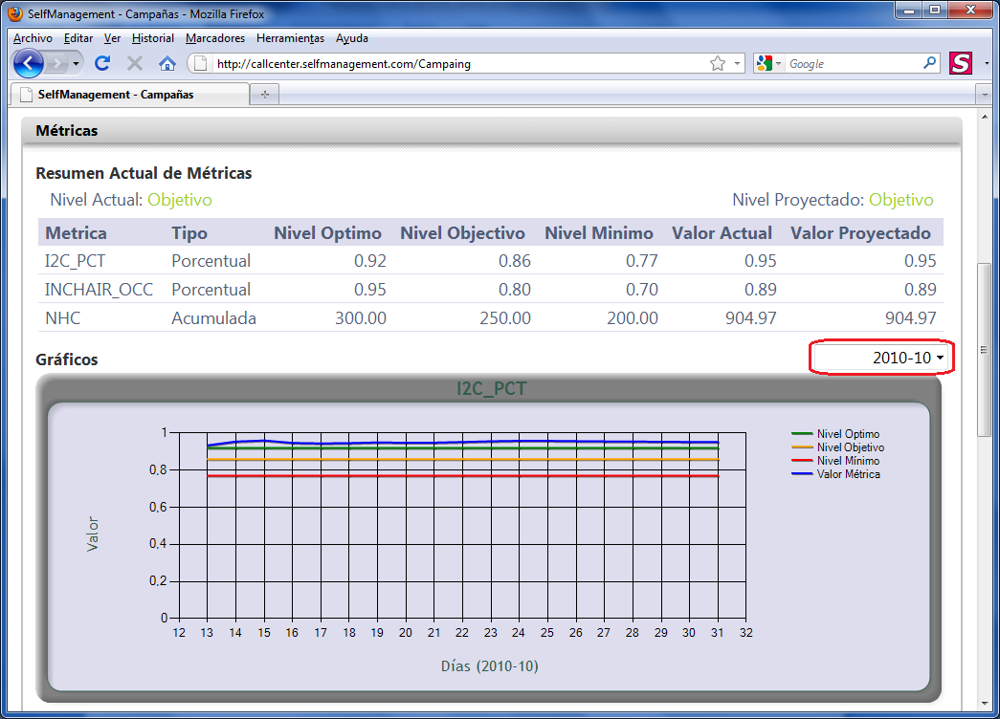 SelfManagement - Campañas - Mozilla Firefox
Archivo Editar Ver Historial Marcadores Herramientas Ayuda
http://callcenter.selfmanagement.com/Campaing
Google
S
SelfManagement - Campañas
Métricas
Resumen Actual de Métricas
Nivel Actual: Objetivo Nivel Proyectado: Objetivo
Metrica Tipo Nivel Optimo Nivel Objectivo Nivel Minimo Valor Actual Valor Proyectado
I2C_PCT Porcentual 0.92 0.86 0.77 0.95 0.95
INCHAIR_OCC Porcentual 0.95 0.80 0.70 0.89 0.89
NHC Acumulada 300.00 250.00 200.00 904.97 904.97
Gráficos 2010-10
I2C_PCT
1
0.8
0.6
0.4
0.2
0
Valor
12 13 14 15 16 17 18 19 20 21 22 23 24 25 26 27 28 29 30 31 32
Días (2010-10)
Nivel Optimo
Nivel Objetivo
Nivel Mínimo
Valor Métrica